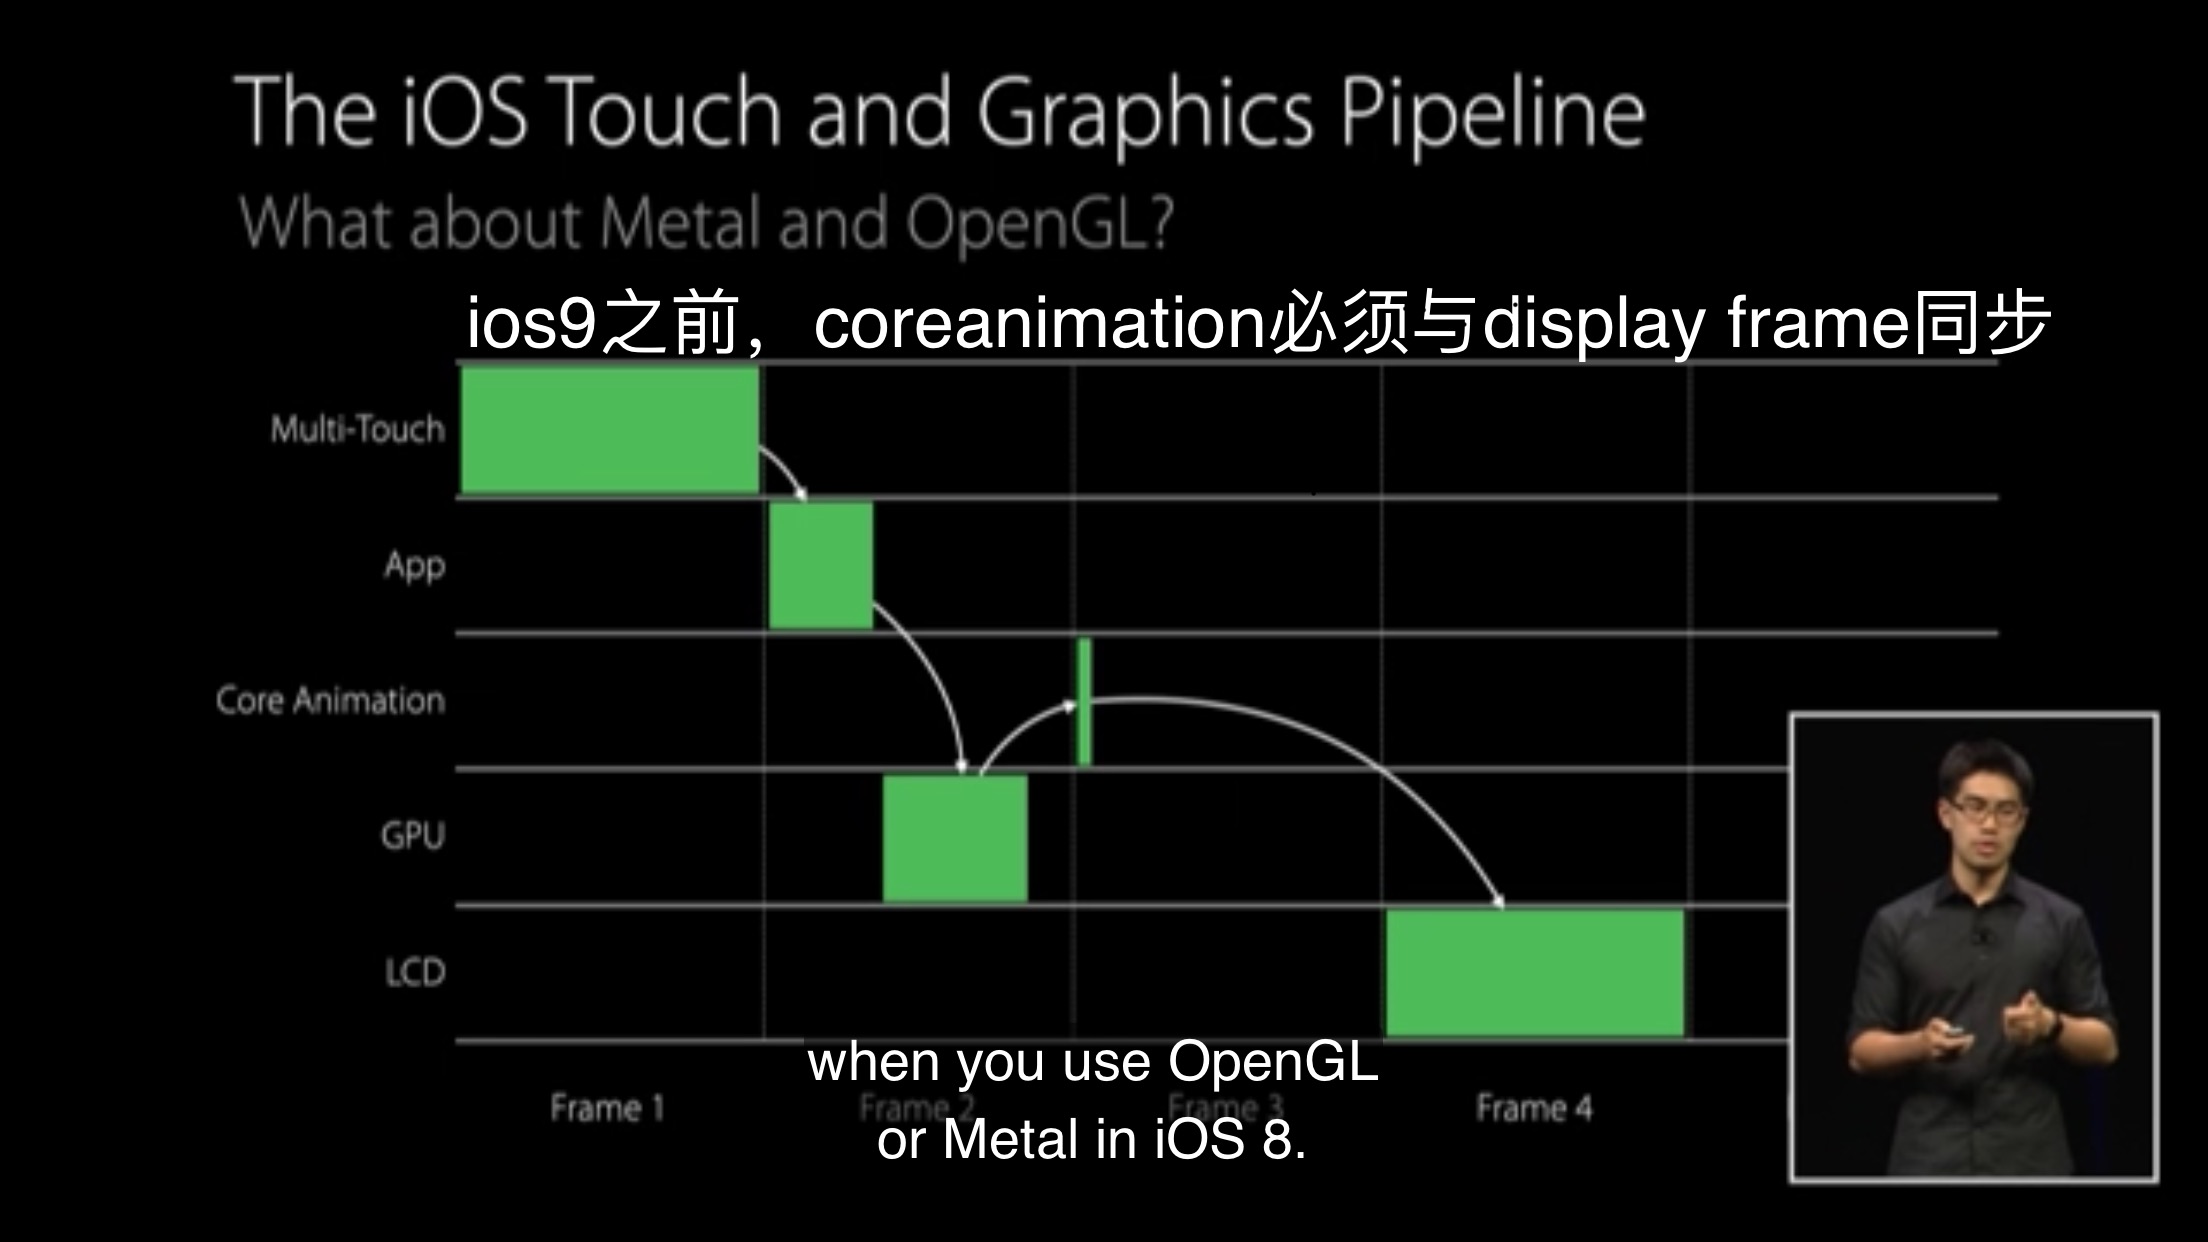 The iOS Touch and Graphics Pipeline
What about Metal and OpenGL?
ios9之前，coreanimation必须与display frame同步
Multi-Touch
App
Core Animation
GPU
LCD
Frame 1
Frame 2
Frame 3
Frame 4
when you use OpenGL
or Metal in iOS 8.